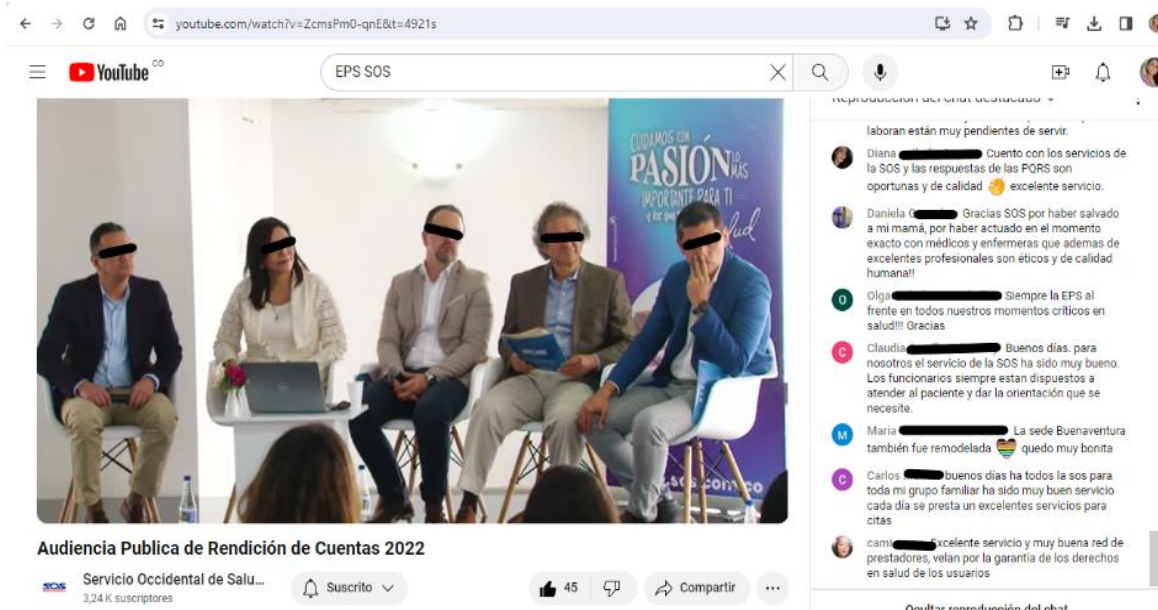 youtube.com/watch?v=ZcmsPm0-qnE&t=4921s
YouTube CO
EPS SOS
CUIDAMOS CON
PASIÓN LO MÁS
IMPORTANTE PARA TI
salud
Reproducción del chat destacado
laboran están muy pendientes de servir.
Diana Cuento con los servicios de
la SOS y las respuestas de las PQRS son
oportunas y de calidad 👋 excelente servicio.
Daniela G Gracias SOS por haber salvado
a mi mamá, por haber actuado en el momento
exacto con médicos y enfermeras que ademas de
excelentes profesionales son éticos y de calidad
humana!!
O
Olga Siempre la EPS al
frente en todos nuestros momentos críticos en
salud!!! Gracias
C
Claudia Buenos días. para
nosotros el servicio de la SOS ha sido muy bueno.
Los funcionarios siempre estan dispuestos a
atender al paciente y dar la orientación que se
necesite.
M
Maria La sede Buenaventura
también fue remodelada quedo muy bonita
C
Carlos buenos dias ha todos la sos para
toda mi grupo familiar ha sido muy buen servicio
cada día se presta un excelentes servicios para
citas
cami Excelente servicio y muy buena red de
prestadores, velan por la garantía de los derechos
en salud de los usuarios
Ocultar reproducción del chat
Audiencia Publica de Rendición de Cuentas 2022
SOS
Servicio Occidental de Salu...
3,24 K suscriptores
Suscrito
45
Compartir